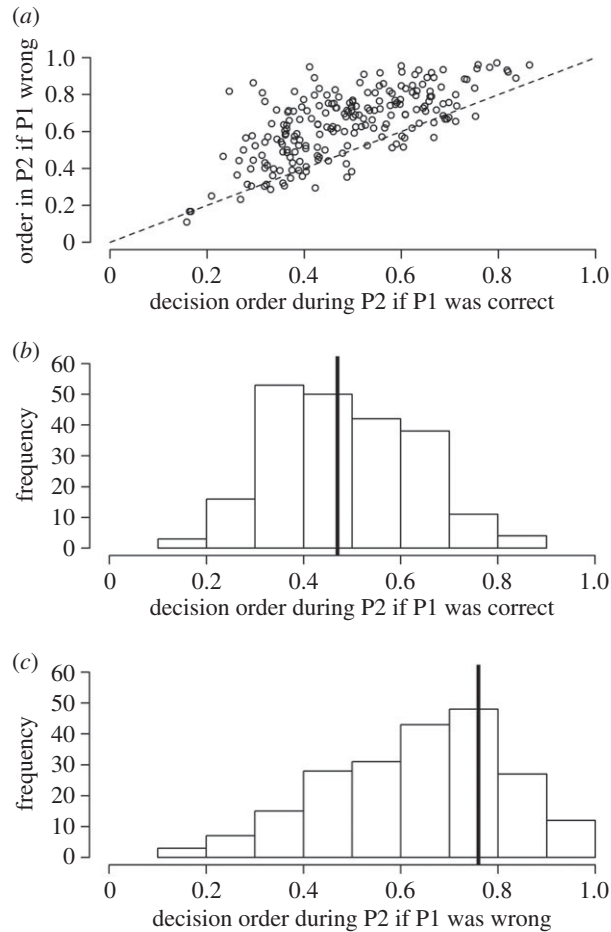 (a)
order in P2 if P1 wrong
1.0
0.8
0.6
0.4
0.2
0
0 0.2 0.4 0.6 0.8 1.0
decision order during P2 if P1 was correct
(b)
frequency
60
50
40
30
20
10
0
0 0.2 0.4 0.6 0.8 1.0
decision order during P2 if P1 was correct
(c)
frequency
60
50
40
30
20
10
0
0 0.2 0.4 0.6 0.8 1.0
decision order during P2 if P1 was wrong